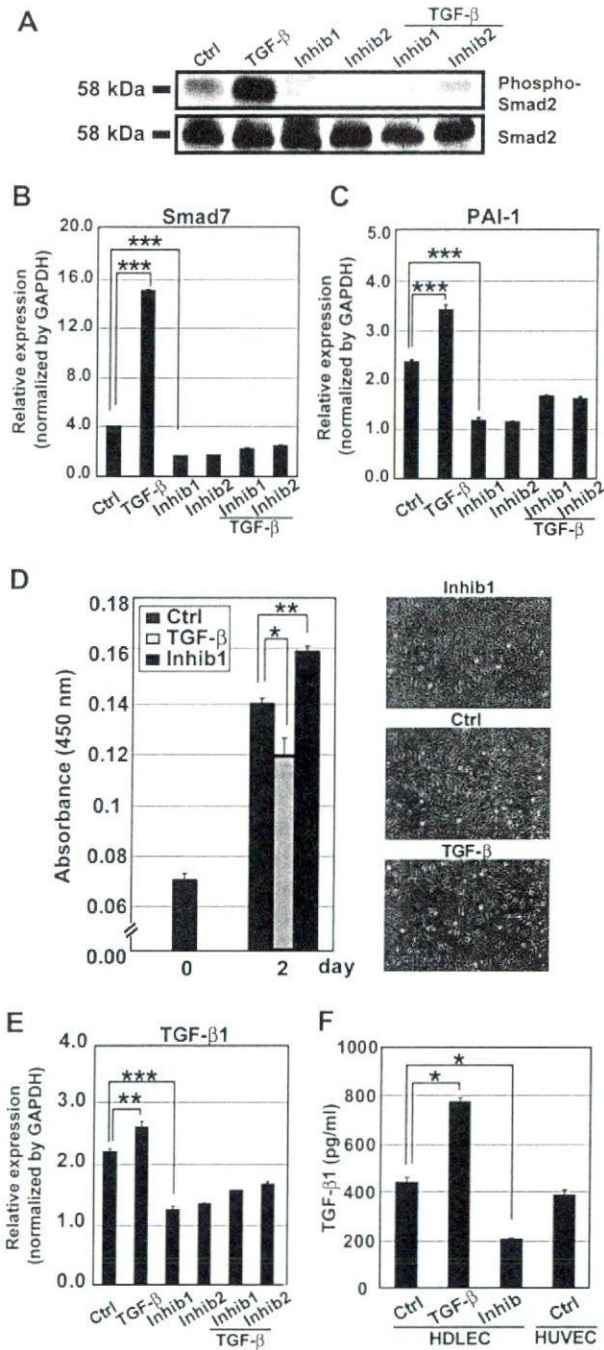 A
TGF-β
Ctrl TGF-β Inhib1 Inhib2 Inhib1 Inhib2
58 kDa
Phospho-
Smad2
58 kDa
Smad2
B
Smad7
Relative expression
(normalized by GAPDH)
20.0
16.0
12.0
8.0
4.0
0.0
***
***
Ctrl TGF-β Inhib1 Inhib2 Inhib1 Inhib2
TGF-β
C
PAI-1
Relative expression
(normalized by GAPDH)
5.0
4.0
3.0
2.0
1.0
0.0
***
***
Ctrl TGF-β Inhib1 Inhib2 Inhib1 Inhib2
TGF-β
D
Absorbance (450 nm)
0.18
0.16
0.14
0.12
0.1
0.08
0.06
0.00
Ctrl
TGF-β
Inhib1
**
*
0 2 day
Inhib1
Ctrl
TGF-β
E
TGF-β1
Relative expression
(normalized by GAPDH)
4.0
3.0
2.0
1.0
0.0
***
**
Ctrl TGF-β Inhib1 Inhib2 Inhib1 Inhib2
TGF-β
F
TGF-β1 (pg/ml)
1000
800
600
400
200
0
*
*
Ctrl TGF-β Inhib Ctrl
HDLEC HUVEC